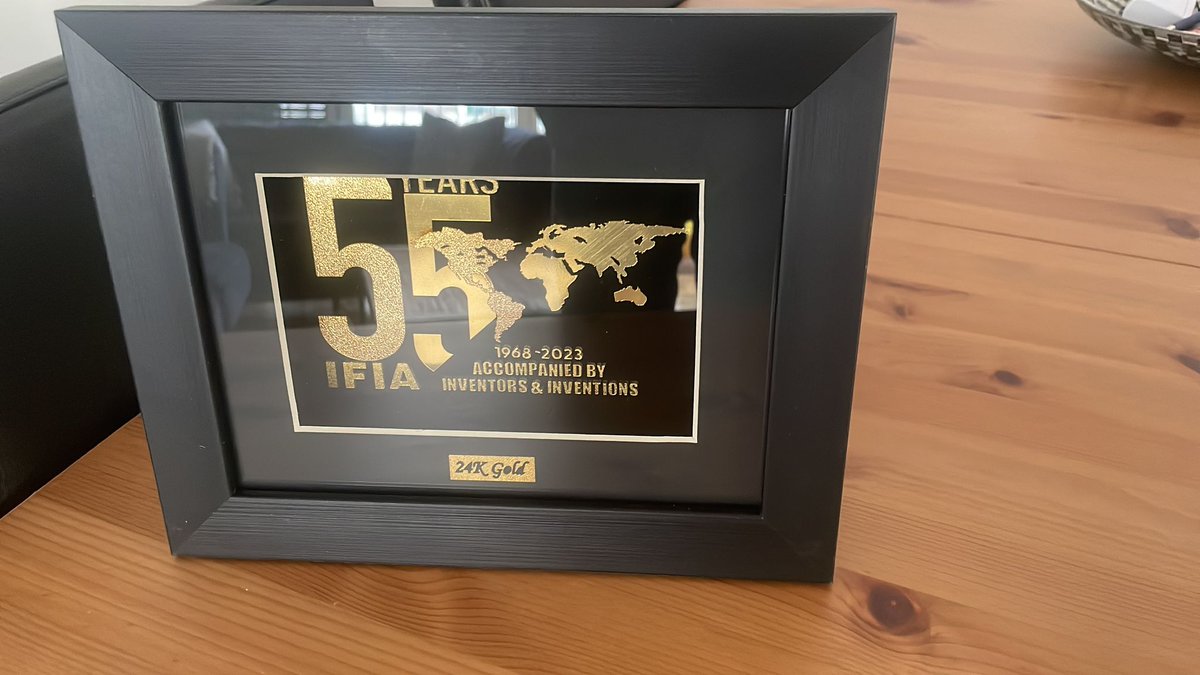 55 YEARS
IFIA
1968-2023
ACCOMPANIED BY
INVENTORS & INVENTIONS
24K Gold